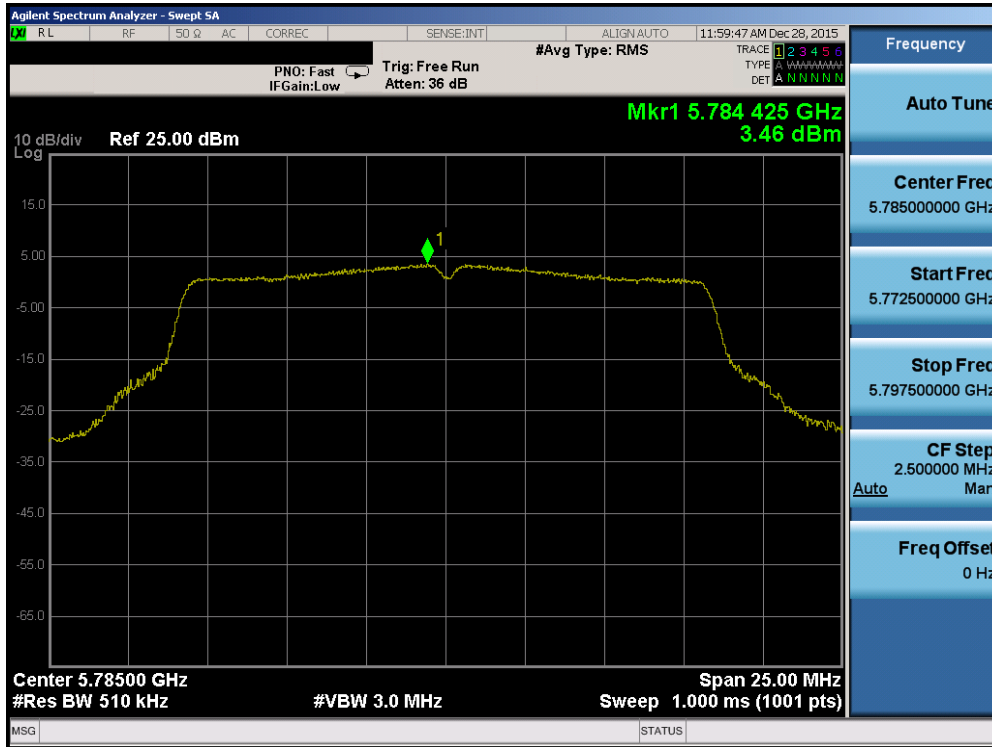 Agilent Spectrum Analyzer - Swept SA
LXI RL RF 50 Ω AC CORREC SENSE:INT ALIGN AUTO 11:59:47 AM Dec 28, 2015
#Avg Type: RMS
TRACE 1 2 3 4 5 6
TYPE A
DET A N N N N N
PNO: Fast
IFGain:Low
Trig: Free Run
Atten: 36 dB
Mkr1 5.784 425 GHz
3.46 dBm
10 dB/div
Log
Ref 25.00 dBm
15.0
5.00
-5.00
-15.0
-25.0
-35.0
-45.0
-55.0
-65.0
1
Center 5.78500 GHz
#Res BW 510 kHz
#VBW 3.0 MHz
Span 25.00 MHz
Sweep 1.000 ms (1001 pts)
MSG
STATUS
Frequency
Auto Tune
Center Freq
5.785000000 GHz
Start Freq
5.772500000 GHz
Stop Freq
5.797500000 GHz
CF Step
2.500000 MHz
Auto Man
Freq Offset
0 Hz